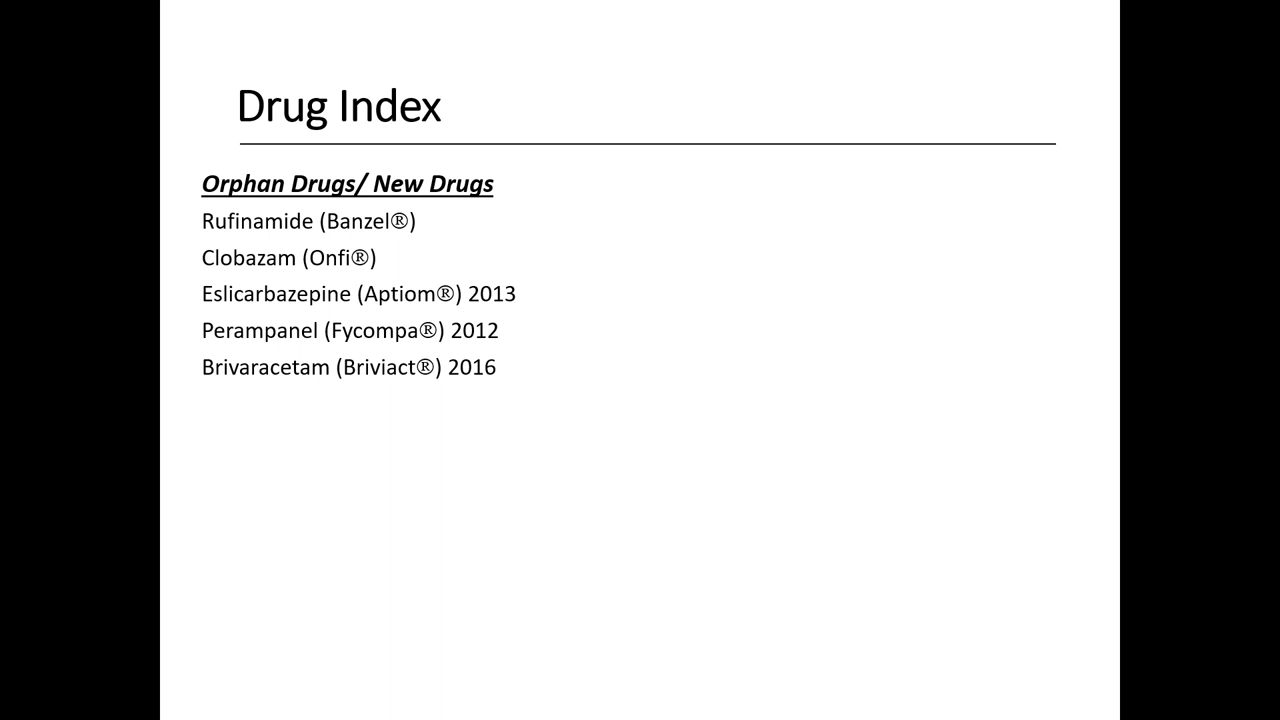 Drug Index
Orphan Drugs/ New Drugs
Rufinamide (Banzel®)
Clobazam (Onfi®)
Eslicarbazepine (Aptiom®) 2013
Perampanel (Fycompa®) 2012
Brivaracetam (Briviact®) 2016